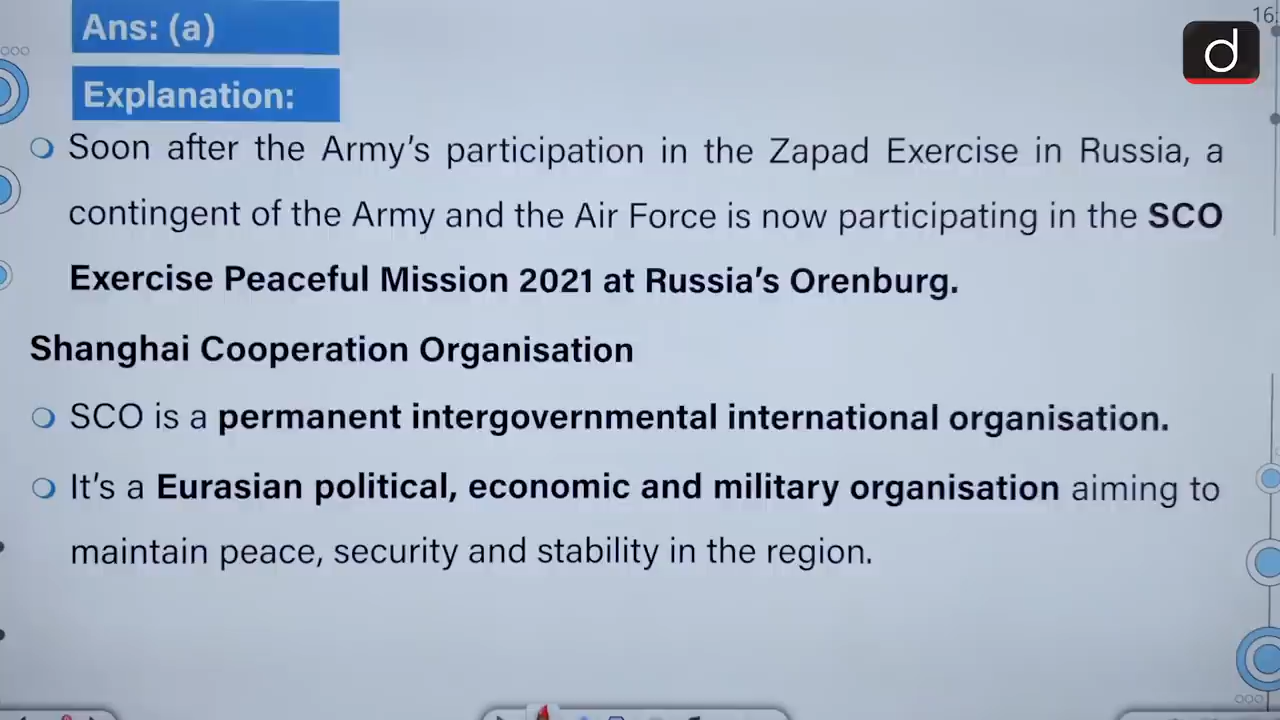 Ans: (a)
16
Explanation:
Soon after the Army's participation in the Zapad Exercise in Russia, a
contingent of the Army and the Air Force is now participating in the SCO
Exercise Peaceful Mission 2021 at Russia's Orenburg.
Shanghai Cooperation Organisation
SCO is a permanent intergovernmental international organisation.
It's a Eurasian political, economic and military organisation aiming to
maintain peace, security and stability in the region.